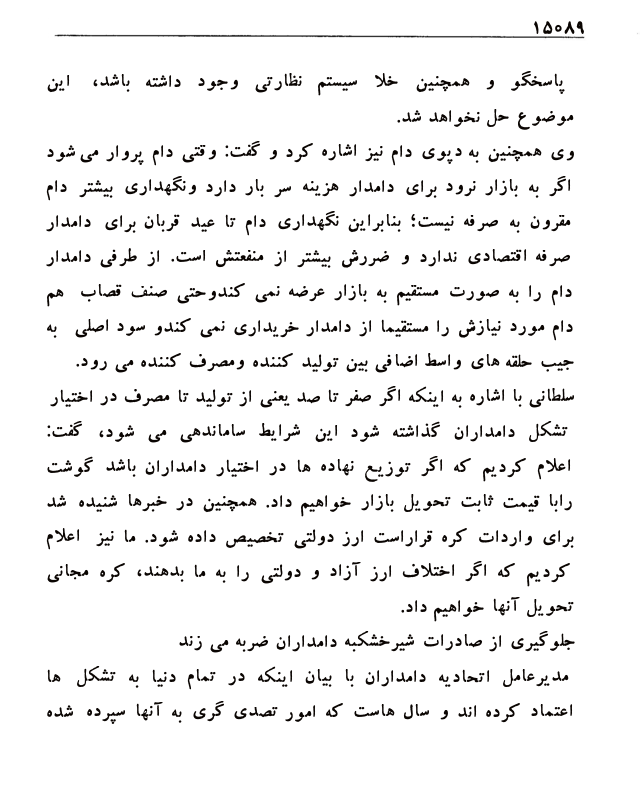 ۱۵۰۸۹
پاسخگو و همچنین خلا سیستم نظارتی وجود داشته باشد، این
موضوع حل نخواهد شد.
وی همچنین به دپوی دام نیز اشاره کرد و گفت: وقتی دام پروار می شود
اگر به بازار نرود برای دامدار هزینه سر بار دارد ونگهداری بیشتر دام
مقرون به صرفه نیست؛ بنابراین نگهداری دام تا عید قربان برای دامدار
صرفه اقتصادی ندارد و ضررش بیشتر از منفعتش است. از طرفی دامدار
دام را به صورت مستقیم به بازار عرضه نمی کندوحتی صنف قصاب هم
دام مورد نیازش را مستقیما از دامدار خریداری نمی کندو سود اصلی به
جیب حلقه های واسط اضافی بین تولید کننده ومصرف کننده می رود.
سلطانی با اشاره به اینکه اگر صفر تا صد یعنی از تولید تا مصرف در اختیار
تشکل دامداران گذاشته شود این شرایط ساماندهی می شود، گفت:
اعلام کردیم که اگر توزیع نهاده ها در اختیار دامداران باشد گوشت
رابا قیمت ثابت تحویل بازار خواهیم داد. همچنین در خبرها شنیده شد
برای واردات کره قراراست ارز دولتی تخصیص داده شود. ما نیز اعلام
کردیم که اگر اختلاف ارز آزاد و دولتی را به ما بدهند، کره مجانی
تحویل آنها خواهیم داد.
جلوگیری از صادرات شیرخشکبه دامداران ضربه می زند
مدیرعامل اتحادیه دامداران با بیان اینکه در تمام دنیا به تشکل ها
اعتماد کرده اند و سال هاست که امور تصدی گری به آنها سپرده شده